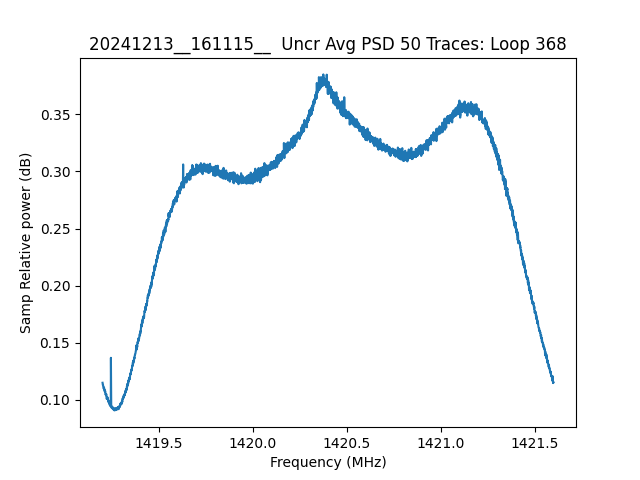 20241213__161115__  Uncr Avg PSD 50 Traces: Loop 368
Samp Relative power (dB)
0.35
0.30
0.25
0.20
0.15
0.10
1419.5 1420.0 1420.5 1421.0 1421.5
Frequency (MHz)